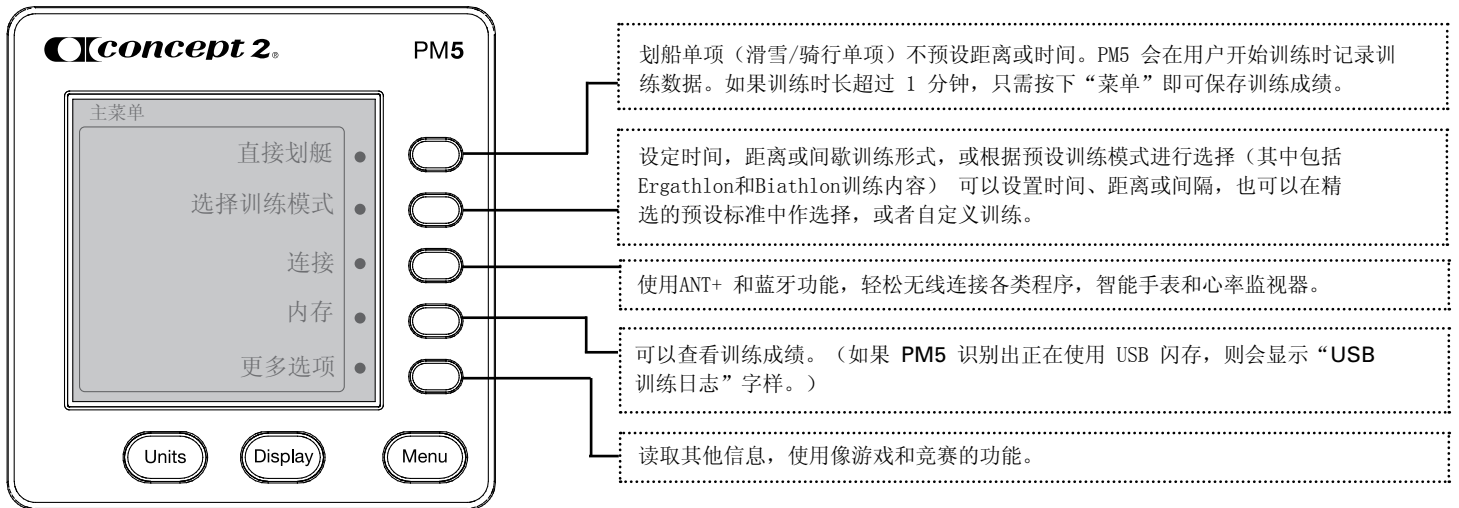 concept 2®
PM5
主菜单
直接划艇
选择训练模式
连接
内存
更多选项
Units
Display
Menu
划船单项（滑雪/骑行单项）不预设距离或时间。PM5 会在用户开始训练时记录训
练数据。如果训练时长超过 1 分钟，只需按下“菜单”即可保存训练成绩。
设定时间，距离或间歇训练形式，或根据预设训练模式进行选择（其中包括
Ergathlon和Biathlon训练内容） 可以设置时间、距离或间隔，也可以在精
选的预设标准中作选择，或者自定义训练。
使用ANT+ 和蓝牙功能，轻松无线连接各类程序，智能手表和心率监视器。
可以查看训练成绩。（如果 PM5 识别出正在使用 USB 闪存，则会显示“USB
训练日志”字样。）
读取其他信息，使用像游戏和竞赛的功能。